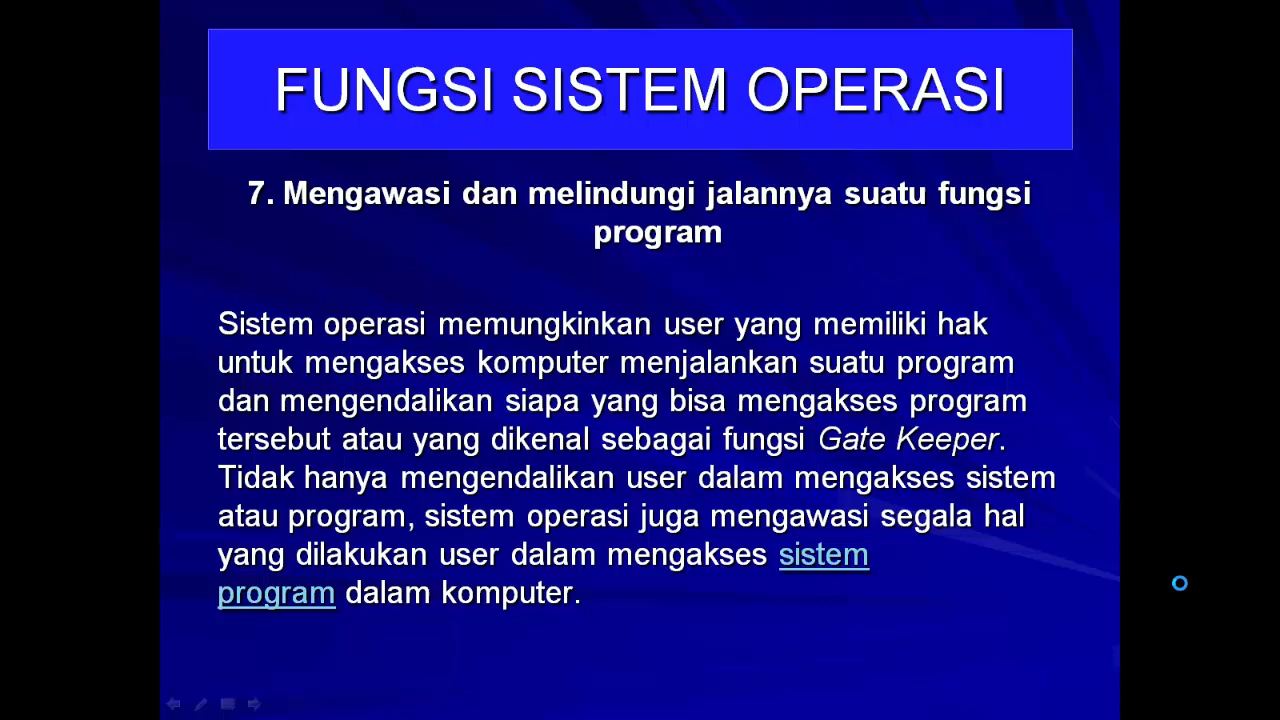 FUNGSI SISTEM OPERASI
7. Mengawasi dan melindungi jalannya suatu fungsi
program
Sistem operasi memungkinkan user yang memiliki hak
untuk mengakses komputer menjalankan suatu program
dan mengendalikan siapa yang bisa mengakses program
tersebut atau yang dikenal sebagai fungsi Gate Keeper.
Tidak hanya mengendalikan user dalam mengakses sistem
atau program, sistem operasi juga mengawasi segala hal
yang dilakukan user dalam mengakses sistem
program dalam komputer.